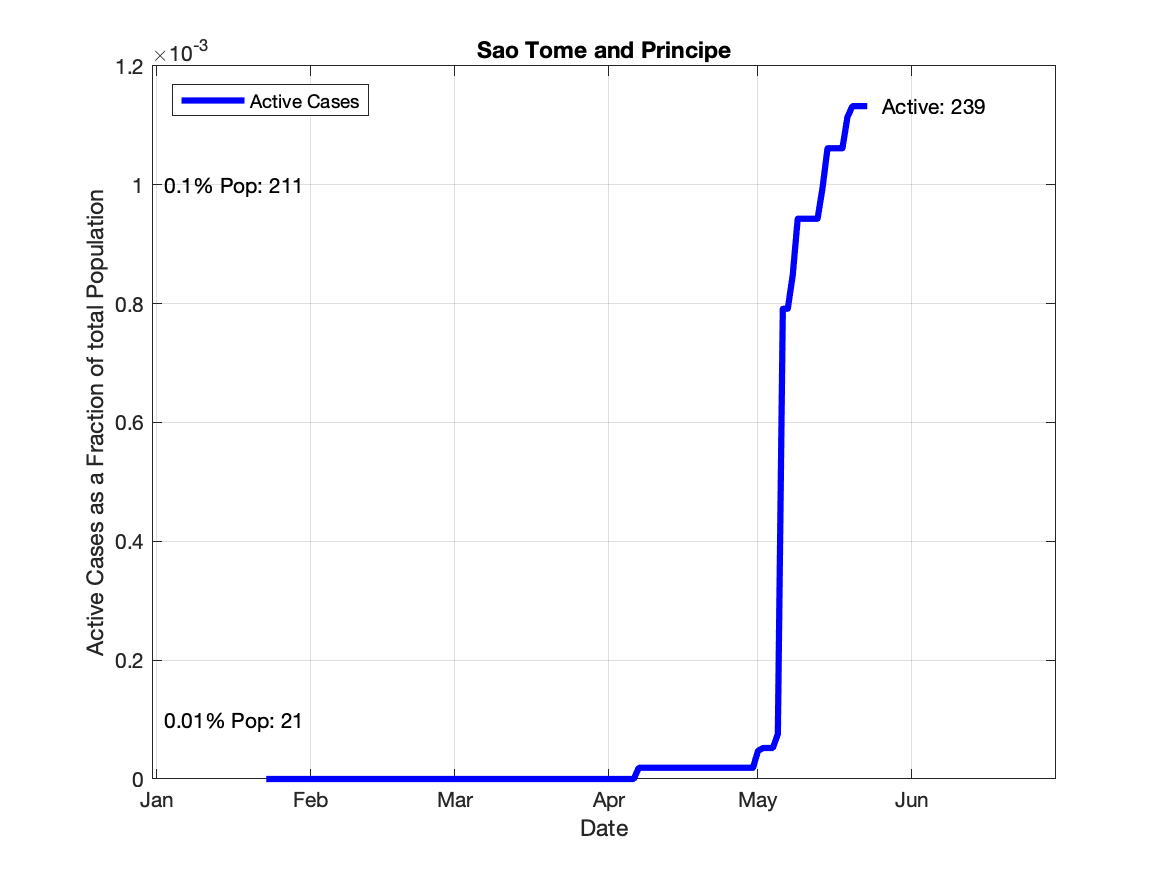 Sao Tome and Principe
×10-3
1.2
1
0.8
0.6
0.4
0.2
0
Active Cases
Active: 239
0.1% Pop: 211
0.01% Pop: 21
Active Cases as a Fraction of total Population
Jan Feb Mar Apr May Jun
Date